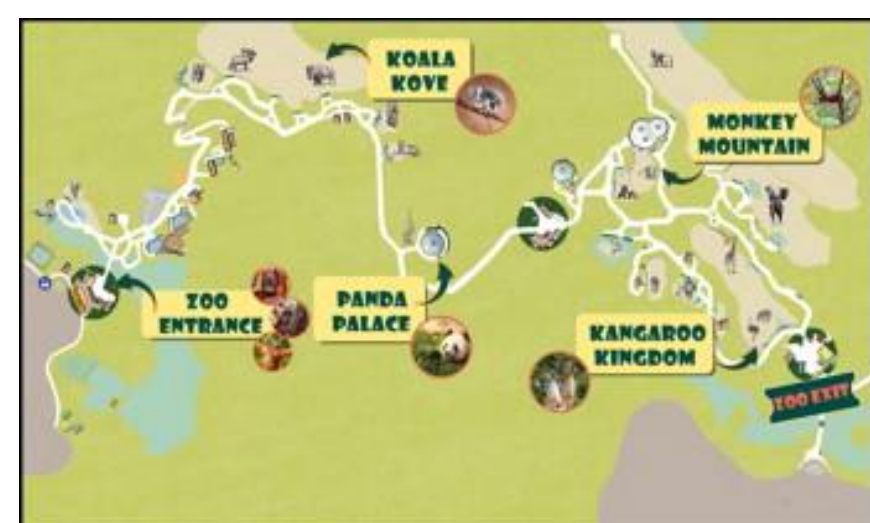 KOALA
KOVE
MONKEY
MOUNTAIN
ZOO
ENTRANCE
PANDA
PALACE
KANGAROO
KINGDOM
ZOO EXIT